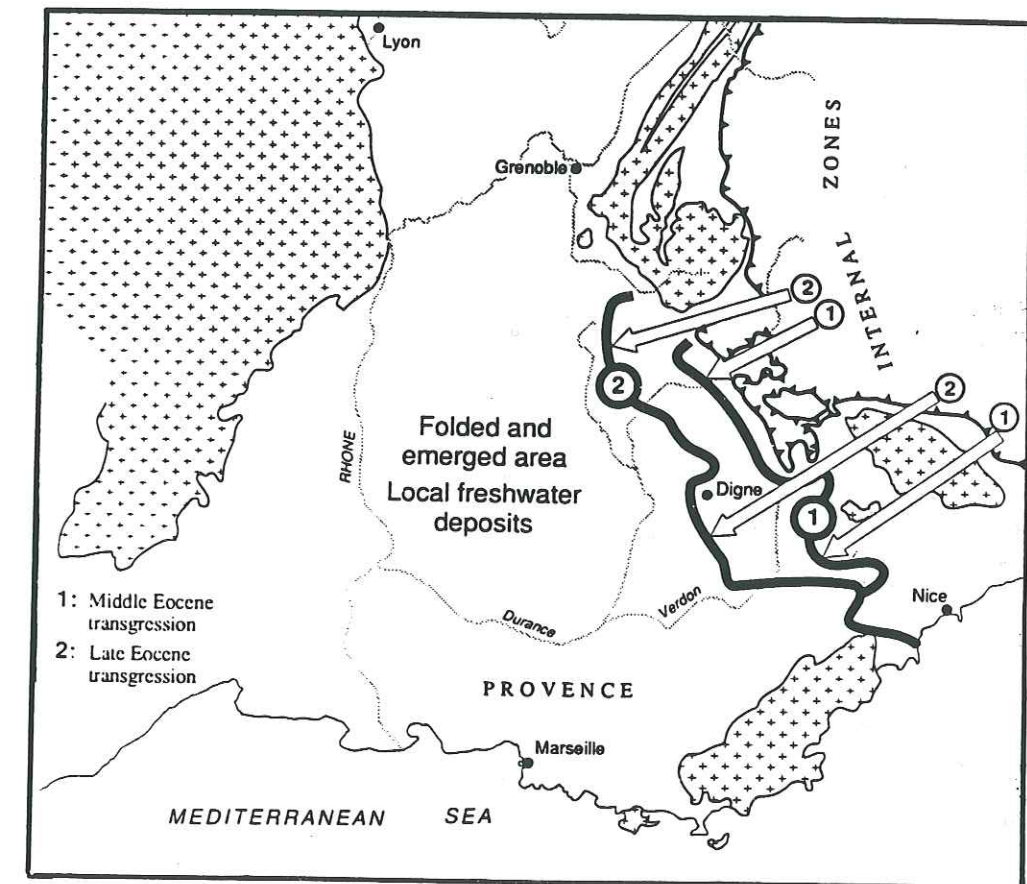 Lyon
Grenoble
INTERNAL ZONES
2
1
2
2
1
Folded and
emerged area
Local freshwater
deposits
RHONE
Digne
1
1: Middle Eocene
transgression
2: Late Eocene
transgression
Nice
Verdon
Durance
PROVENCE
Marseille
MEDITERRANEAN SEA